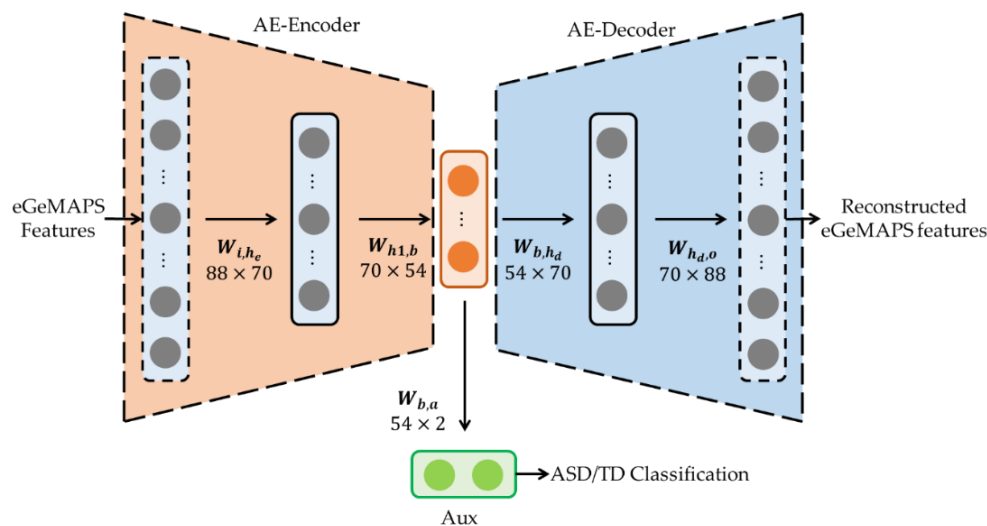 AE-Encoder
AE-Decoder
eGeMAPS
Features
W_{i,h_e}
88 × 70
W_{h1,b}
70 × 54
W_{b,h_d}
54 × 70
W_{h_d,o}
70 × 88
Reconstructed
eGeMAPS features
W_{b,a}
54 × 2
ASD/TD Classification
Aux